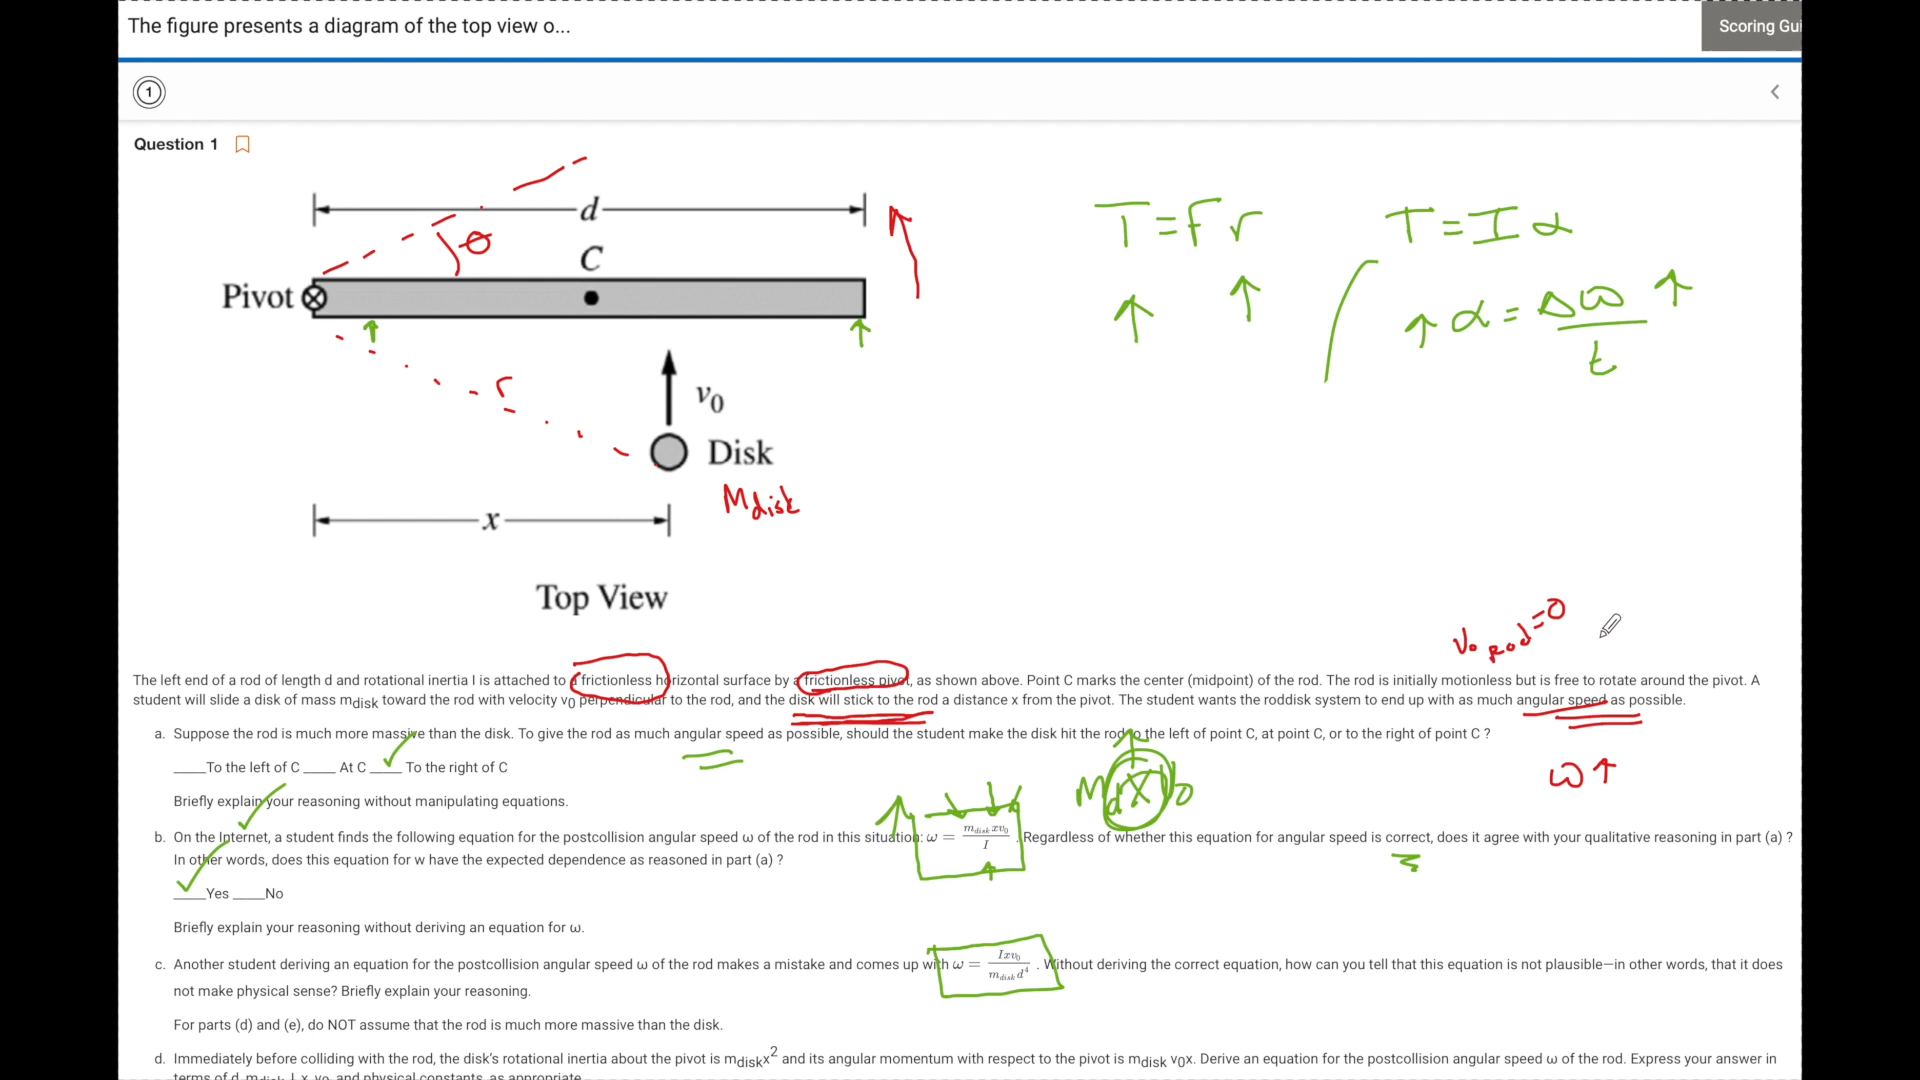 The figure presents a diagram of the top view o...
Scoring Gui
1
Question 1
d
θ
C
Pivot
r
v0
Disk
Mdisk
x
Top View
T = F r
T = I α
α = Δω / t
v0 Rod = 0
The left end of a rod of length d and rotational inertia I is attached to a frictionless horizontal surface by a frictionless pivot, as shown above. Point C marks the center (midpoint) of the rod. The rod is initially motionless but is free to rotate around the pivot. A
student will slide a disk of mass mdisk toward the rod with velocity v0 perpendicular to the rod, and the disk will stick to the rod a distance x from the pivot. The student wants the roddisk system to end up with as much angular speed as possible.
a. Suppose the rod is much more massive than the disk. To give the rod as much angular speed as possible, should the student make the disk hit the rod to the left of point C, at point C, or to the right of point C ?
____To the left of C ____ At C ____ To the right of C
ω↑
Briefly explain your reasoning without manipulating equations.
Md x v0
b. On the Internet, a student finds the following equation for the postcollision angular speed ω of the rod in this situation: ω = mdisk xv0 / I . Regardless of whether this equation for angular speed is correct, does it agree with your qualitative reasoning in part (a) ?
In other words, does this equation for w have the expected dependence as reasoned in part (a) ?
____Yes ____No
Briefly explain your reasoning without deriving an equation for ω.
c. Another student deriving an equation for the postcollision angular speed ω of the rod makes a mistake and comes up with ω = Ixv0 / mdisk d⁴ . Without deriving the correct equation, how can you tell that this equation is not plausible—in other words, that it does
not make physical sense? Briefly explain your reasoning.
For parts (d) and (e), do NOT assume that the rod is much more massive than the disk.
d. Immediately before colliding with the rod, the disk's rotational inertia about the pivot is mdiskx² and its angular momentum with respect to the pivot is mdisk v0x. Derive an equation for the postcollision angular speed ω of the rod. Express your answer in
terms of d, mdisk, I, x, v0, and physical constants, as appropriate.